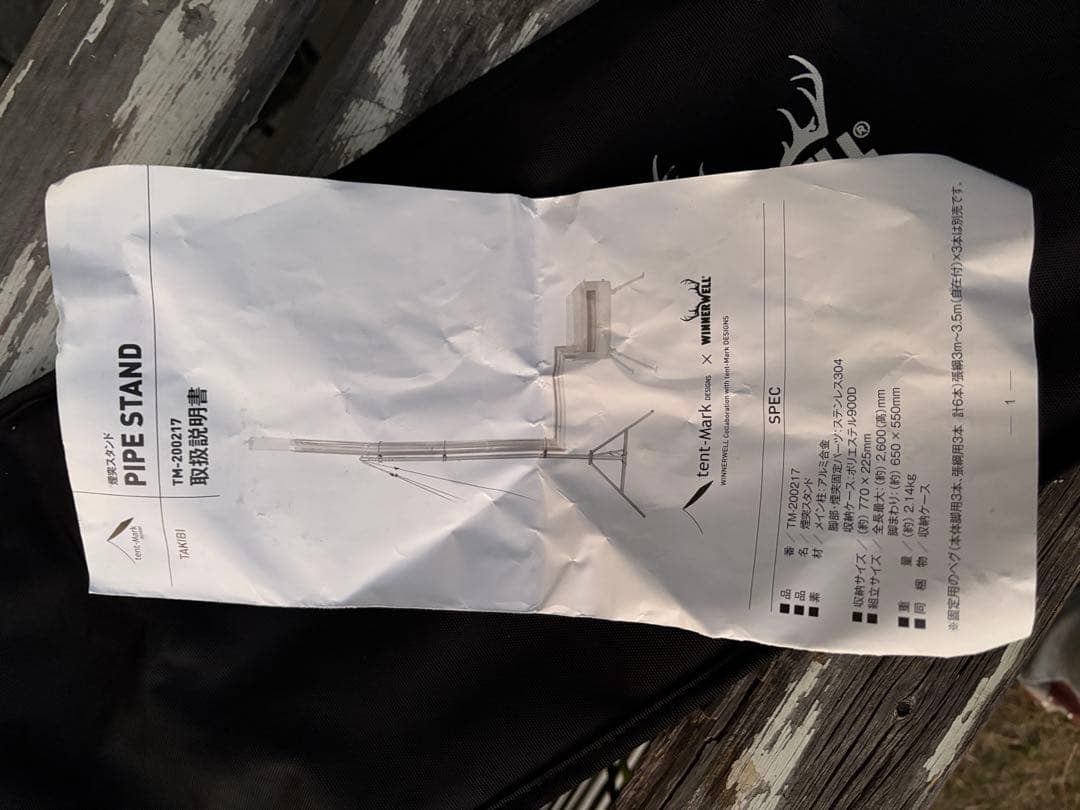 tent-Mark
DESIGNS
TAKIBI
煙突スタンド
PIPE STAND
TM-200217
取扱説明書
tent-Mark DESIGNS × WINNERWELL®
WINNERWELL Collaboration with tent-Mark DESIGNS
SPEC
■品 番／TM-200217
■品 名／煙突スタンド
■素 材／メイン柱:アルミ合金
脚部・煙突固定パーツ:ステンレス304
収納ケース:ポリエステル900D
■収納サイズ／(約) 770×225mm
■組立サイズ／全長最大:(約) 2,600(高)mm
脚まわり:(約) 650×550mm
■重 量／(約) 2.14kg
■同 梱 物／収納ケース
※固定用のペグ(本体脚用3本、張綱用3本 計6本)張綱3m〜3.5m(自在付)×3本は別売です。
1